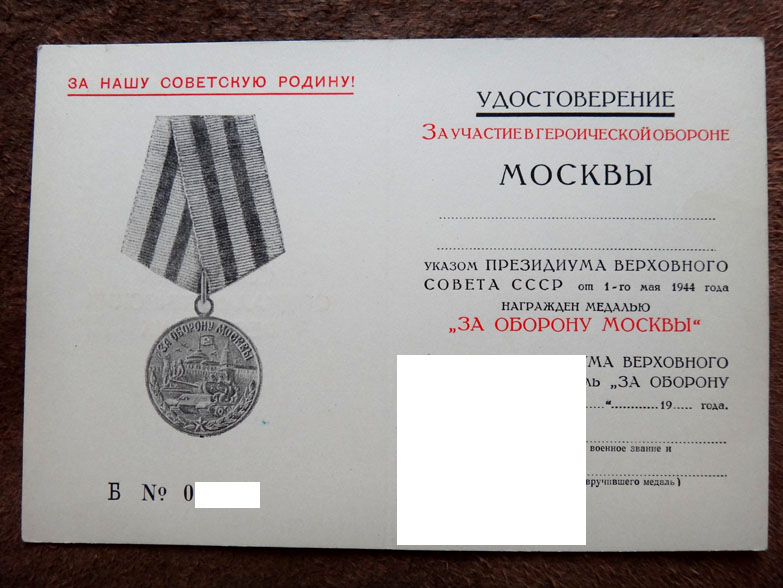 ЗА НАШУ СОВЕТСКУЮ РОДИНУ!
ЗА ОБОРОНУ МОСКВЫ
Б № 0
УДОСТОВЕРЕНИЕ
ЗА УЧАСТИЕ В ГЕРОИЧЕСКОЙ ОБОРОНЕ
МОСКВЫ
УКАЗОМ ПРЕЗИДИУМА ВЕРХОВНОГО
СОВЕТА СССР от 1-го мая 1944 года
НАГРАЖДЕН МЕДАЛЬЮ
„ЗА ОБОРОНУ МОСКВЫ“
ВЕРХОВНОГО
„ЗА ОБОРОНУ
“ 19 года.
военное звание и
вручившего медаль)